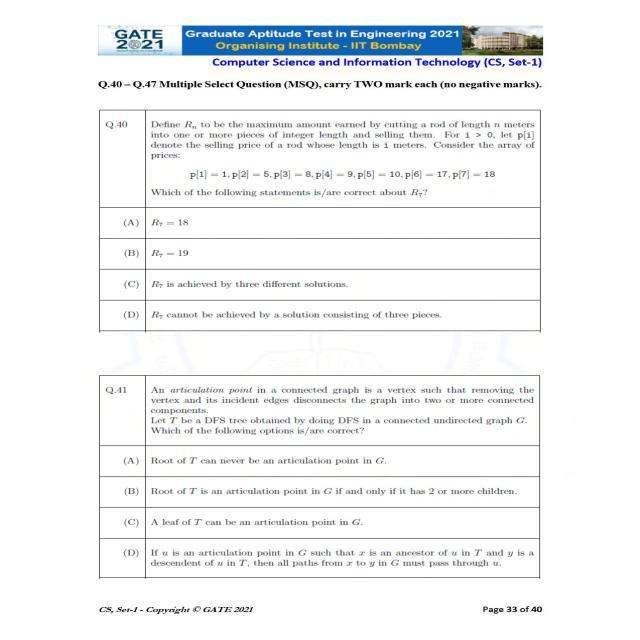 GATE
2021
Graduate Aptitude Test in Engineering 2021
Organising Institute - IIT Bombay
Computer Science and Information Technology (CS, Set-1)
Q.40 – Q.47 Multiple Select Question (MSQ), carry TWO mark each (no negative marks).
Q.40 Define Rₙ to be the maximum amount earned by cutting a rod of length n meters
into one or more pieces of integer length and selling them. For i > 0, let p[i]
denote the selling price of a rod whose length is i meters. Consider the array of
prices:
p[1] = 1, p[2] = 5, p[3] = 8, p[4] = 9, p[5] = 10, p[6] = 17, p[7] = 18
Which of the following statements is/are correct about R₇?
(A) R₇ = 18
(B) R₇ = 19
(C) R₇ is achieved by three different solutions.
(D) R₇ cannot be achieved by a solution consisting of three pieces.
Q.41 An articulation point in a connected graph is a vertex such that removing the
vertex and its incident edges disconnects the graph into two or more connected
components.
Let T be a DFS tree obtained by doing DFS in a connected undirected graph G.
Which of the following options is/are correct?
(A) Root of T can never be an articulation point in G.
(B) Root of T is an articulation point in G if and only if it has 2 or more children.
(C) A leaf of T can be an articulation point in G.
(D) If u is an articulation point in G such that x is an ancestor of u in T and y is a
descendent of u in T, then all paths from x to y in G must pass through u.
CS, Set-1 - Copyright © GATE 2021
Page 33 of 40